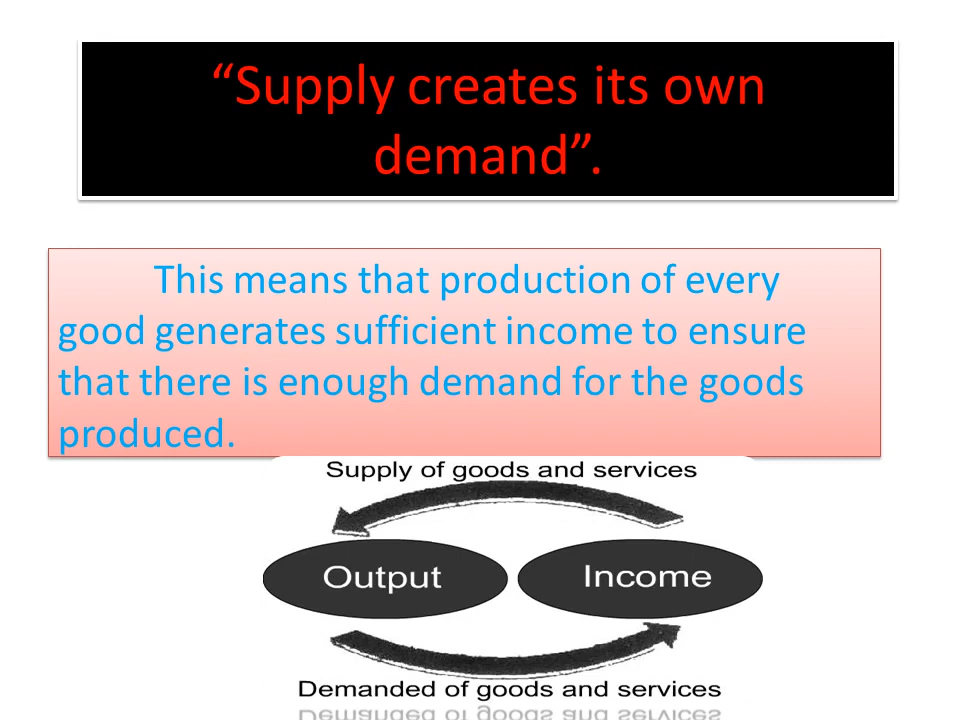 “Supply creates its own
demand”.
This means that production of every
good generates sufficient income to ensure
that there is enough demand for the goods
produced.
Supply of goods and services
Output
Income
Demanded of goods and services